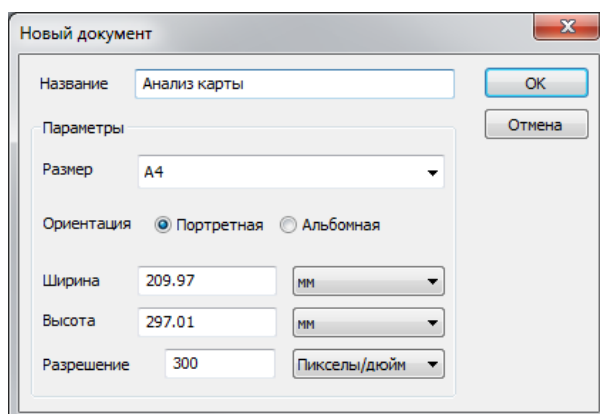 Новый документ
Название Анализ карты OK
Параметры Отмена
Размер A4
Ориентация Портретная Альбомная
Ширина 209.97 мм
Высота 297.01 мм
Разрешение 300 Пикселы/дюйм